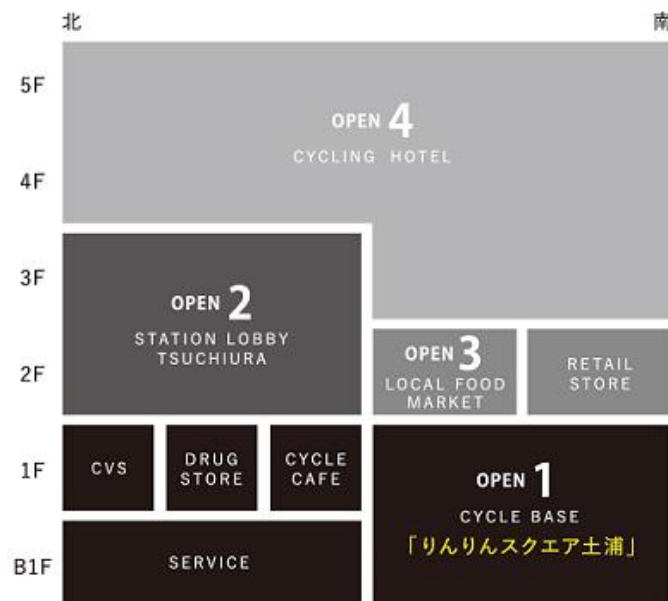 北
南
5F
OPEN 4
CYCLING HOTEL
4F
3F
OPEN 2
STATION LOBBY
TSUCHIURA
2F
OPEN 3
LOCAL FOOD
MARKET
RETAIL
STORE
1F
CVS
DRUG
STORE
CYCLE
CAFE
OPEN 1
CYCLE BASE
「りんりんスクエア土浦」
B1F
SERVICE